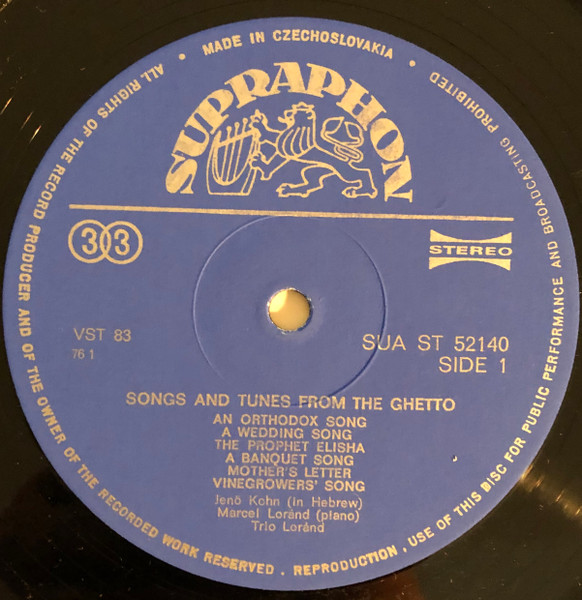 MADE IN CZECHOSLOVAKIA
ALL RIGHTS OF THE RECORD PRODUCER AND OF THE OWNER OF THE RECORDED WORK RESERVED . REPRODUCTION , USE OF THIS DISC FOR PUBLIC PERFORMANCE AND BROADCASTING PROHIBITED
SUPRAPHON
33
STEREO
VST 83
76 1
SUA ST 52140
SIDE 1
SONGS AND TUNES FROM THE GHETTO
AN ORTHODOX SONG
A WEDDING SONG
THE PROPHET ELISHA
A BANQUET SONG
MOTHER'S LETTER
VINEGROWERS' SONG
Jenö Kohn (in Hebrew)
Marcel Loránd (piano)
Trio Loránd